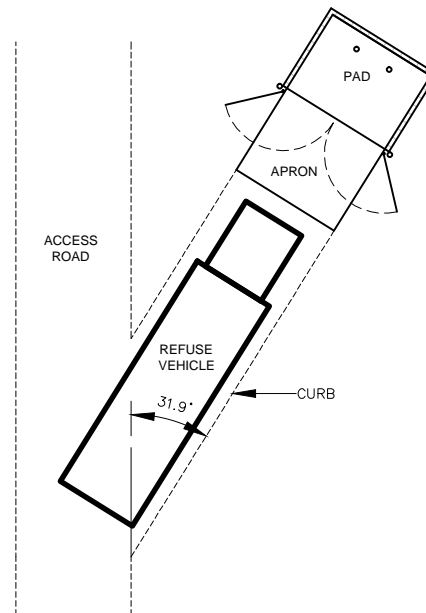 PAD
APRON
ACCESS
ROAD
REFUSE
VEHICLE
31.9°
CURB